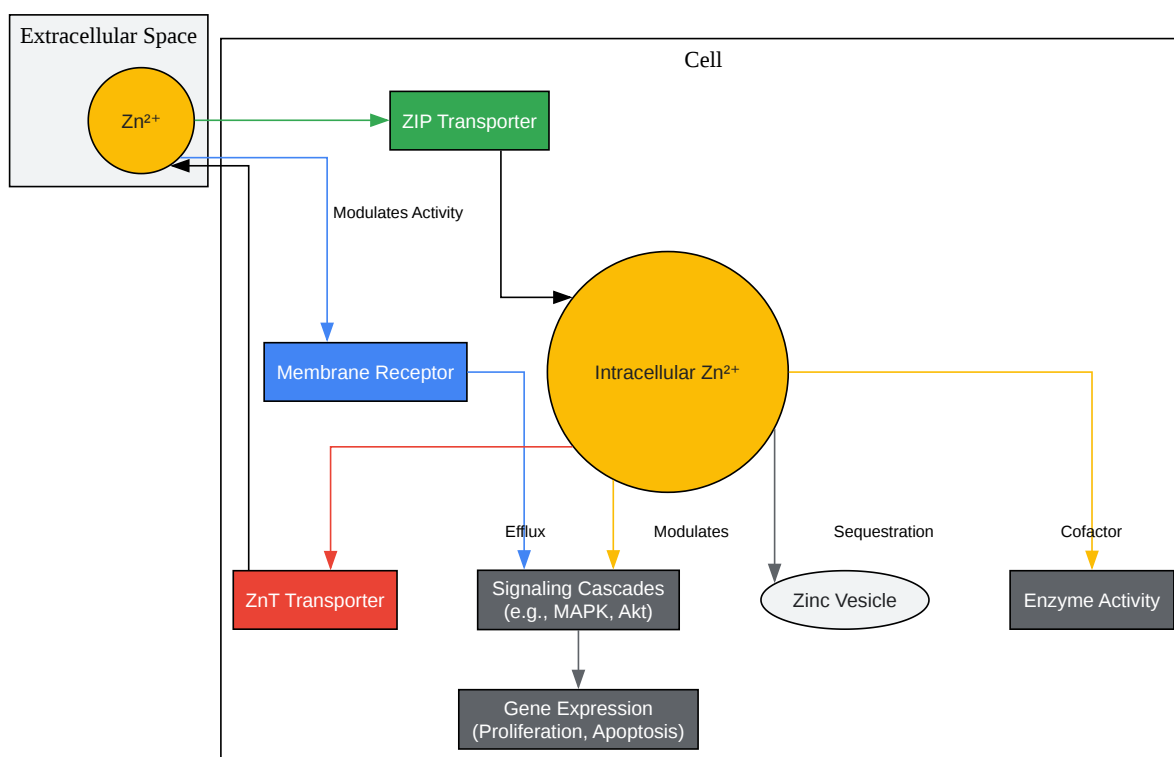 Extracellular Space
Cell
Zn²⁺
ZIP Transporter
Modulates Activity
Membrane Receptor
Intracellular Zn²⁺
Efflux
Modulates
Sequestration
Cofactor
ZnT Transporter
Signaling Cascades
(e.g., MAPK, Akt)
Zinc Vesicle
Enzyme Activity
Gene Expression
(Proliferation, Apoptosis)